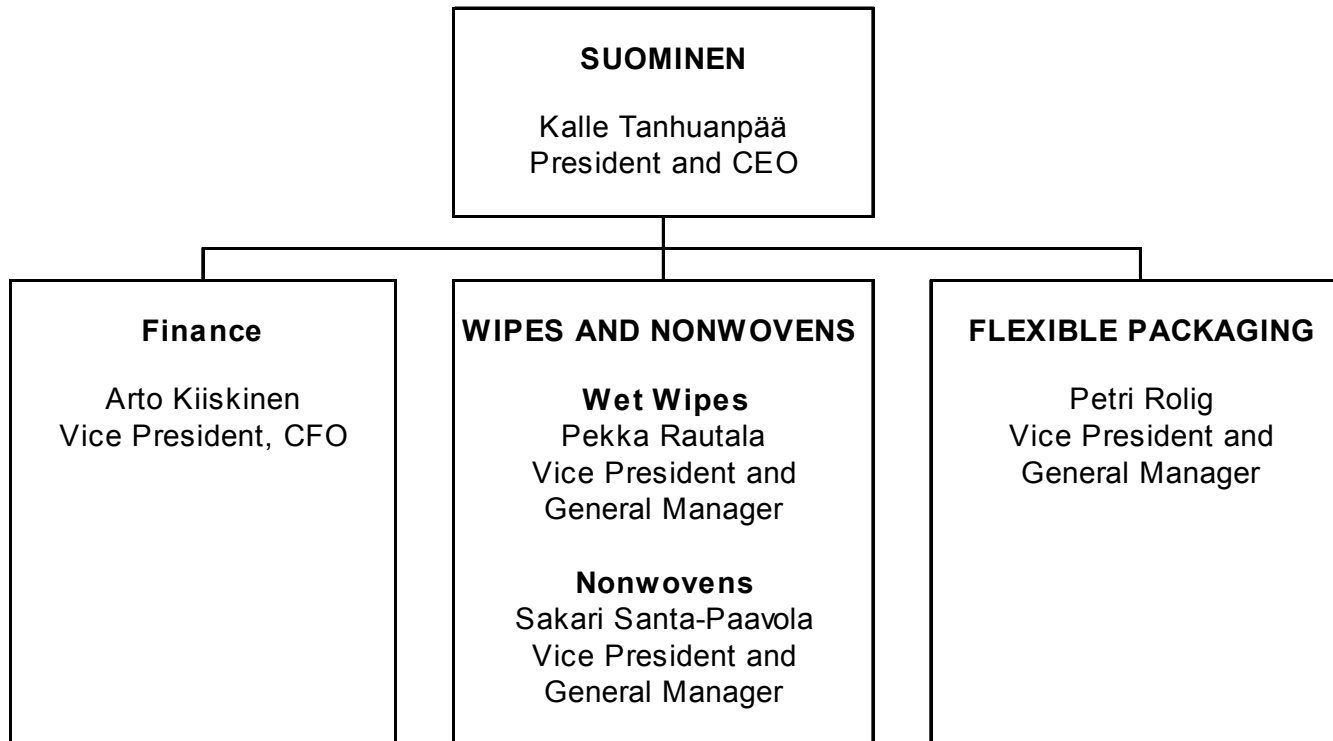 SUOMINEN
Kalle Tanhuanpää
President and CEO
Finance
Arto Kiiskinen
Vice President, CFO
WIPES AND NONWOVENS
Wet Wipes
Pekka Rautala
Vice President and
General Manager
Nonwovens
Sakari Santa-Paavola
Vice President and
General Manager
FLEXIBLE PACKAGING
Petri Rolig
Vice President and
General Manager